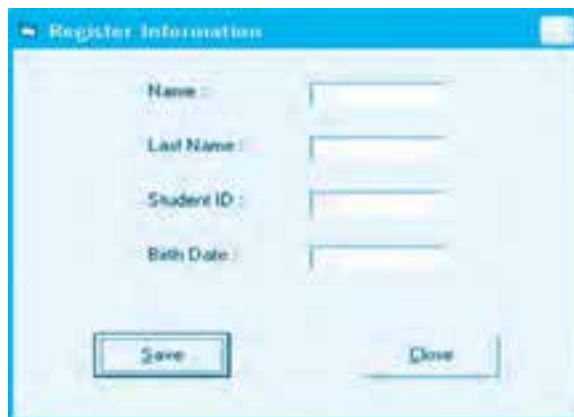 Register Information
Name :
Last Name :
Student ID :
Birth Date :
Save
Close